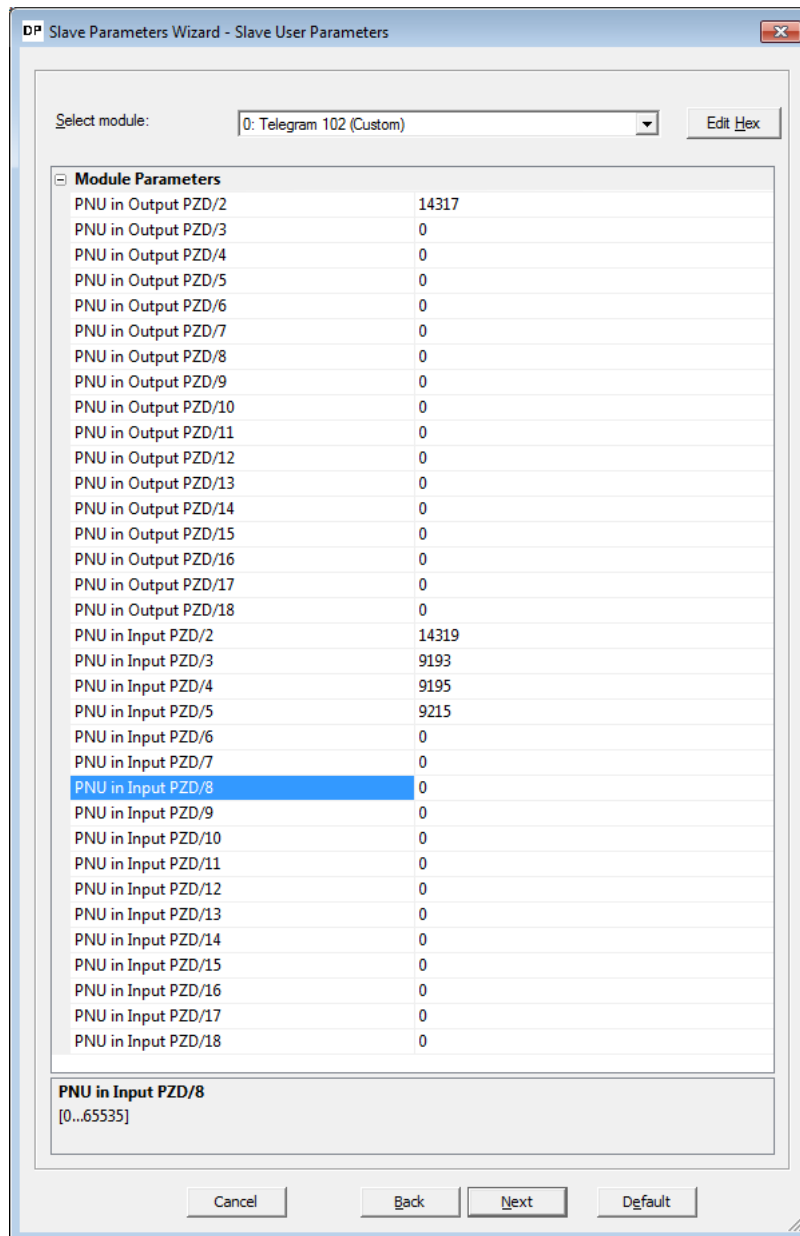 DP Slave Parameters Wizard - Slave User Parameters
Select module: 0: Telegram 102 (Custom) Edit Hex
Module Parameters
PNU in Output PZD/2 14317
PNU in Output PZD/3 0
PNU in Output PZD/4 0
PNU in Output PZD/5 0
PNU in Output PZD/6 0
PNU in Output PZD/7 0
PNU in Output PZD/8 0
PNU in Output PZD/9 0
PNU in Output PZD/10 0
PNU in Output PZD/11 0
PNU in Output PZD/12 0
PNU in Output PZD/13 0
PNU in Output PZD/14 0
PNU in Output PZD/15 0
PNU in Output PZD/16 0
PNU in Output PZD/17 0
PNU in Output PZD/18 0
PNU in Input PZD/2 14319
PNU in Input PZD/3 9193
PNU in Input PZD/4 9195
PNU in Input PZD/5 9215
PNU in Input PZD/6 0
PNU in Input PZD/7 0
PNU in Input PZD/8 0
PNU in Input PZD/9 0
PNU in Input PZD/10 0
PNU in Input PZD/11 0
PNU in Input PZD/12 0
PNU in Input PZD/13 0
PNU in Input PZD/14 0
PNU in Input PZD/15 0
PNU in Input PZD/16 0
PNU in Input PZD/17 0
PNU in Input PZD/18 0
PNU in Input PZD/8
[0...65535]
Cancel Back Next Default